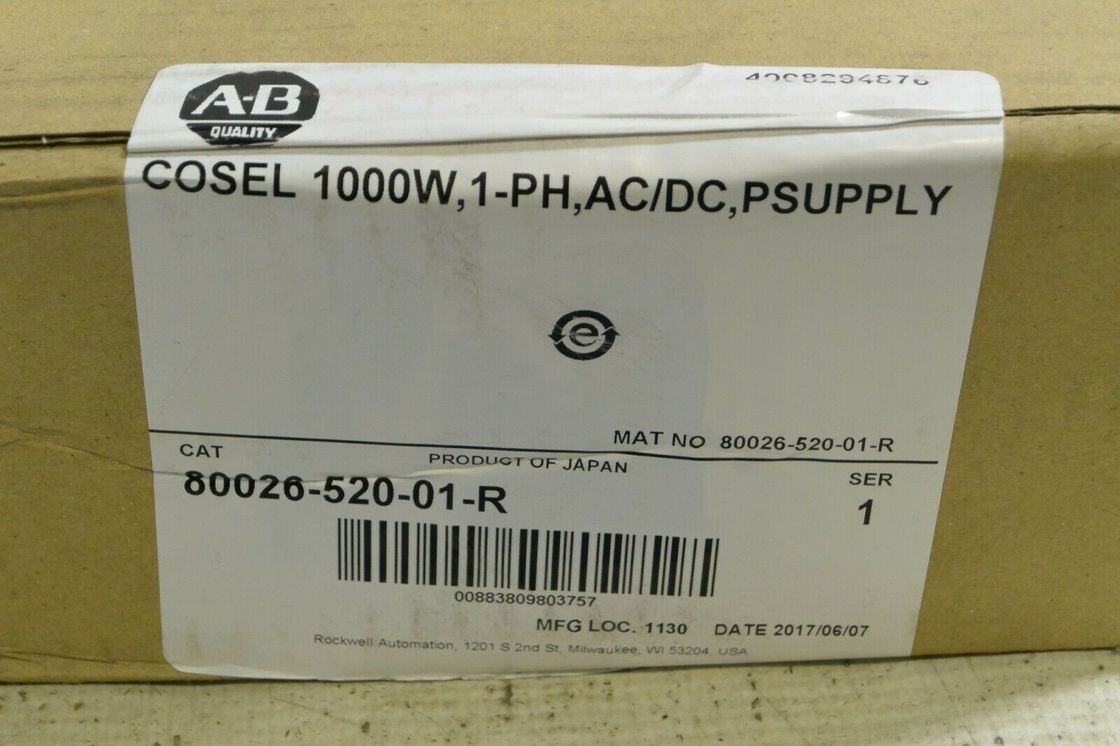 A-B
QUALITY
4008294876
COSEL 1000W,1-PH,AC/DC,PSUPPLY
e
MAT NO 80026-520-01-R
CAT
PRODUCT OF JAPAN
SER
80026-520-01-R
1
00883809803757
MFG LOC. 1130 DATE 2017/06/07
Rockwell Automation, 1201 S 2nd St, Milwaukee, WI 53204, USA